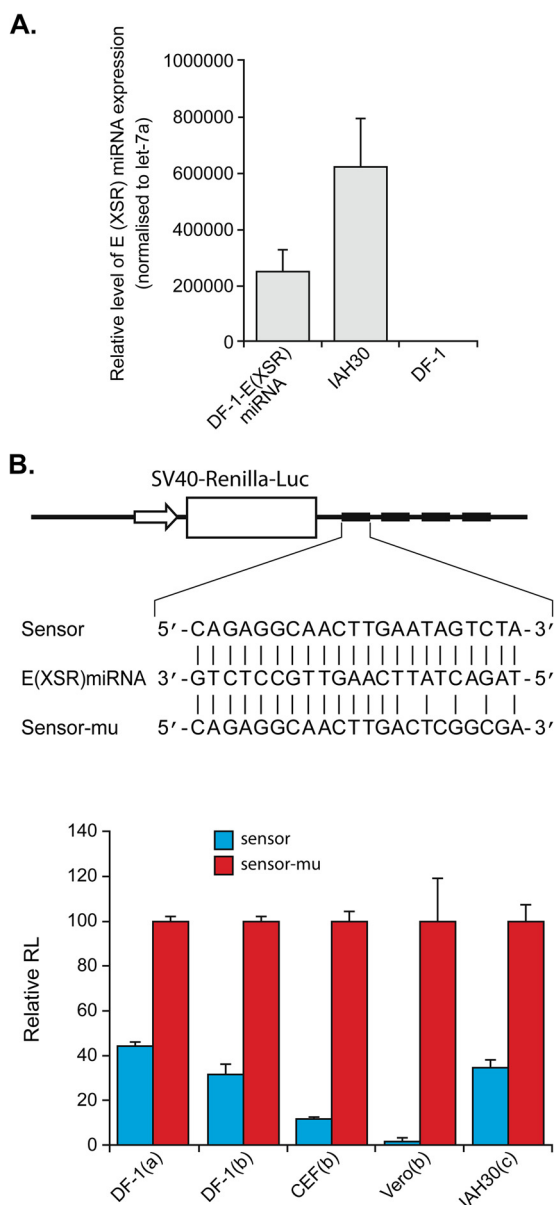 A.
Relative level of E (XSR) miRNA expression
(normalised to let-7a)
1000000
800000
600000
400000
200000
0
DF-1-E(XSR)
miRNA
IAH30
DF-1
B.
SV40-Renilla-Luc
Sensor 5′-CAGAGGCAACTTGAATAGTCTA-3′
E(XSR)miRNA 3′-GTCTCCGTTGAACTTATCAGAT-5′
Sensor-mu 5′-CAGAGGCAACTTGACTCGGCGA-3′
sensor
sensor-mu
Relative RL
140
120
100
80
60
40
20
0
DF-1(a)
DF-1(b)
CEF(b)
Vero(b)
IAH30(c)